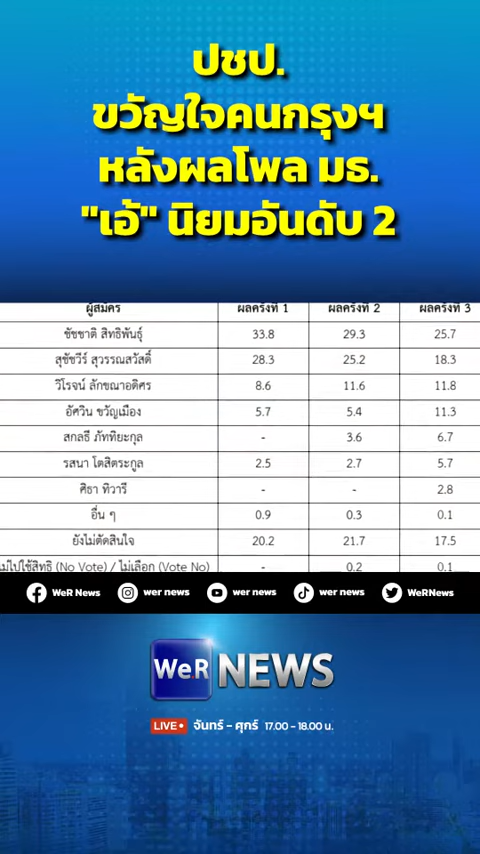 ปชป.
ขวัญใจคนกรุงฯ
หลังผลโพล มธ.
"เอ้" นิยมอันดับ 2
ผู้สมัคร ผลครั้งที่ 1 ผลครั้งที่ 2 ผลครั้งที่ 3
ชัชชาติ สิทธิพันธุ์ 33.8 29.3 25.7
สุชัชวีร์ สุวรรณสวัสดิ์ 28.3 25.2 18.3
วิโรจน์ ลักขณาอดิศร 8.6 11.6 11.8
อัศวิน ขวัญเมือง 5.7 5.4 11.3
สกลธี ภัททิยะกุล - 3.6 6.7
รสนา โตสิตระกูล 2.5 2.7 5.7
ศิธา ทิวารี - - 2.8
อื่น ๆ 0.9 0.3 0.1
ยังไม่ตัดสินใจ 20.2 21.7 17.5
ไม่ไปใช้สิทธิ (No Vote) / ไม่เลือก (Vote No) - 0.2 0.1
WeR News wer news wer news wer news WeRNews
WeR NEWS
LIVE จันทร์ - ศุกร์ 17.00 - 18.00 น.